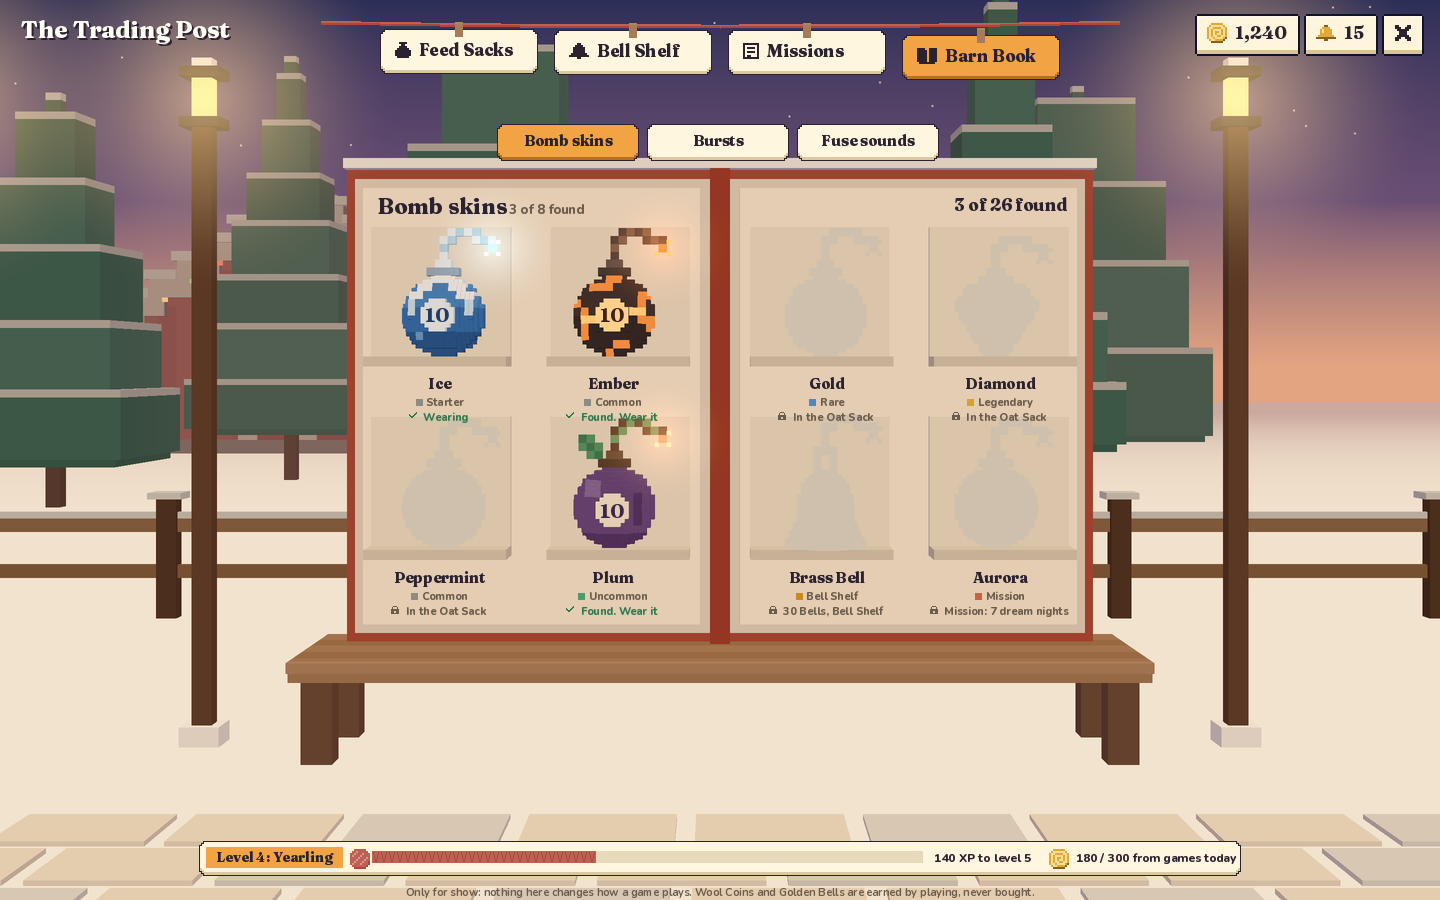 The Trading Post
Feed Sacks
Bell Shelf
Missions
Barn Book
1,240
15
Bomb skins
Bursts
Fuse sounds
Bomb skins 3 of 8 found
3 of 26 found
10
10
Ice
Ember
Gold
Diamond
Starter
Common
Rare
Legendary
Wearing
Found. Wear it
In the Oat Sack
In the Oat Sack
10
Peppermint
Plum
Brass Bell
Aurora
Common
Uncommon
Bell Shelf
Mission
In the Oat Sack
Found. Wear it
30 Bells, Bell Shelf
Mission: 7 dream nights
Level 4: Yearling
140 XP to level 5
180 / 300 from games today
Only for show: nothing here changes how a game plays. Wool Coins and Golden Bells are earned by playing, never bought.